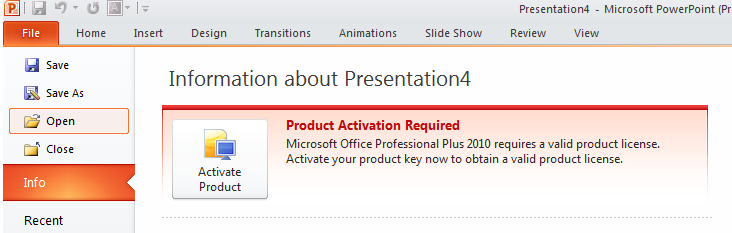 Presentation4 - Microsoft PowerPoint (Pr
File Home Insert Design Transitions Animations Slide Show Review View
Save
Save As
Open
Close
Info
Recent
Information about Presentation4
Activate
Product
Product Activation Required
Microsoft Office Professional Plus 2010 requires a valid product license.
Activate your product key now to obtain a valid product license.